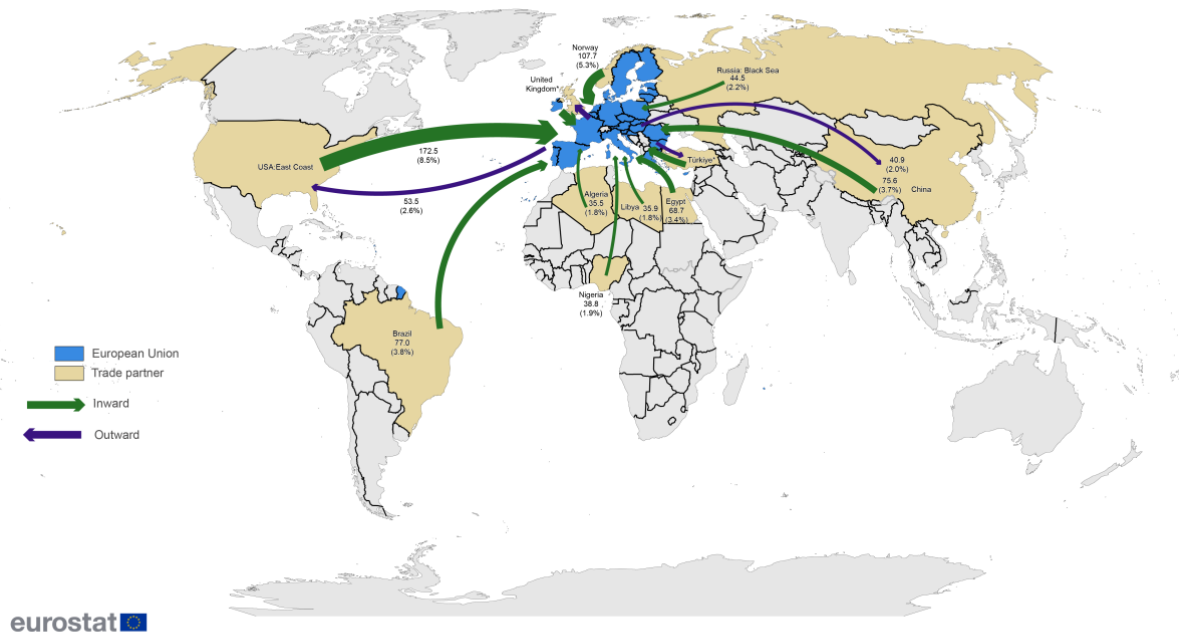 Norway
107.7
(5.3%)
United
Kingdom*
Russia: Black Sea
44.5
(2.2%)
172.5
(8.5%)
USA:East Coast
53.5
(2.6%)
Türkiye*
40.9
(2.0%)
75.6
(3.7%)
China
Algeria
35.5
(1.8%)
Libya
35.9
(1.8%)
Egypt
68.7
(3.4%)
Nigeria
38.8
(1.9%)
Brazil
77.0
(3.8%)
European Union
Trade partner
Inward
Outward
eurostat